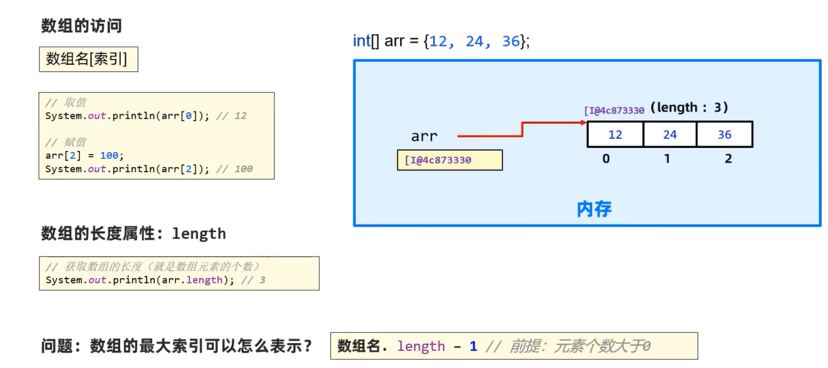 数组的访问
数组名[索引]
// 取值
System.out.println(arr[0]); // 12
// 赋值
arr[2] = 100;
System.out.println(arr[2]); // 100
int[] arr = {12, 24, 36};
[I@4c873330 (length : 3)
arr
12 24 36
[I@4c873330
0 1 2
内存
数组的长度属性：length
// 获取数组的长度（就是数组元素的个数）
System.out.println(arr.length); // 3
问题：数组的最大索引可以怎么表示？ 数组名. length – 1 // 前提：元素个数大于0